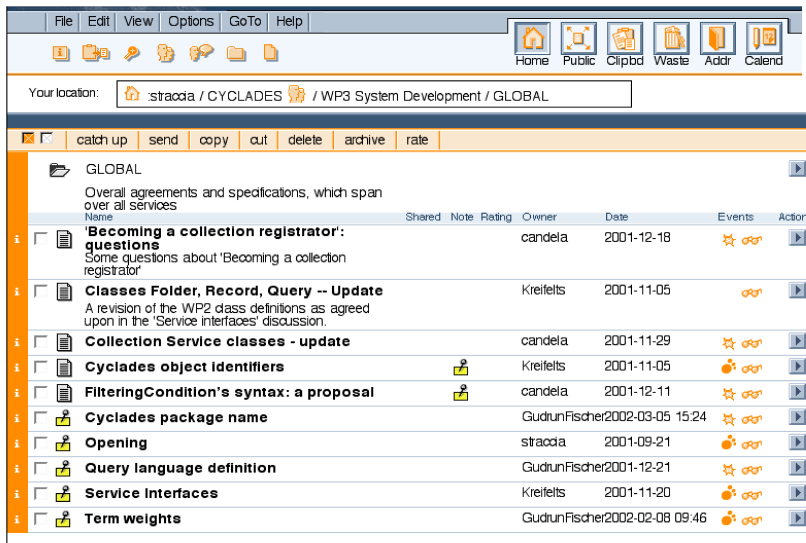 File Edit View Options GoTo Help
Home Public Clipbd Waste Addr Calend
Your location: :straccia / CYCLADES / WP3 System Development / GLOBAL
catch up send copy cut delete archive rate
GLOBAL
Overall agreements and specifications, which span
over all services
Name Shared Note Rating Owner Date Events Action
'Becoming a collection registrator':
questions
candela 2001-12-18
Some questions about 'Becoming a collection
registrator'
Classes Folder, Record, Query -- Update Kreifelts 2001-11-05
A revision of the WP2 class definitions as agreed
upon in the 'Service interfaces' discussion.
Collection Service classes - update candela 2001-11-29
Cyclades object identifiers Kreifelts 2001-11-05
FilteringCondition's syntax: a proposal candela 2001-12-11
Cyclades package name GudrunFischer 2002-03-05 15:24
Opening straccia 2001-09-21
Query language definition GudrunFischer 2001-12-21
Service Interfaces Kreifelts 2001-11-20
Term weights GudrunFischer 2002-02-08 09:46